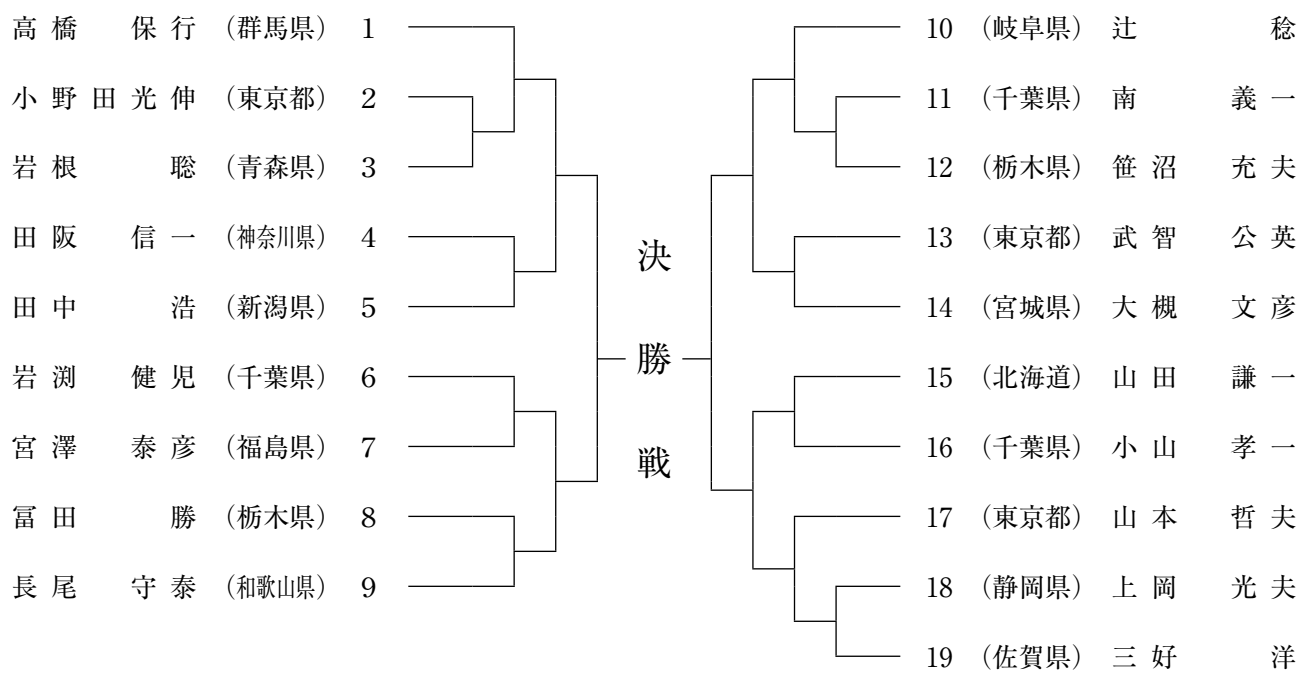 高橋 保行 (群馬県) 1
小野田光伸 (東京都) 2
岩根 聡 (青森県) 3
田阪 信一 (神奈川県) 4
田中 浩 (新潟県) 5
岩渕 健児 (千葉県) 6
宮澤 泰彦 (福島県) 7
冨田 勝 (栃木県) 8
長尾 守泰 (和歌山県) 9
決勝戦
10 (岐阜県) 辻 稔
11 (千葉県) 南 義一
12 (栃木県) 笹沼 充夫
13 (東京都) 武智 公英
14 (宮城県) 大槻 文彦
15 (北海道) 山田 謙一
16 (千葉県) 小山 孝一
17 (東京都) 山本 哲夫
18 (静岡県) 上岡 光夫
19 (佐賀県) 三好 洋